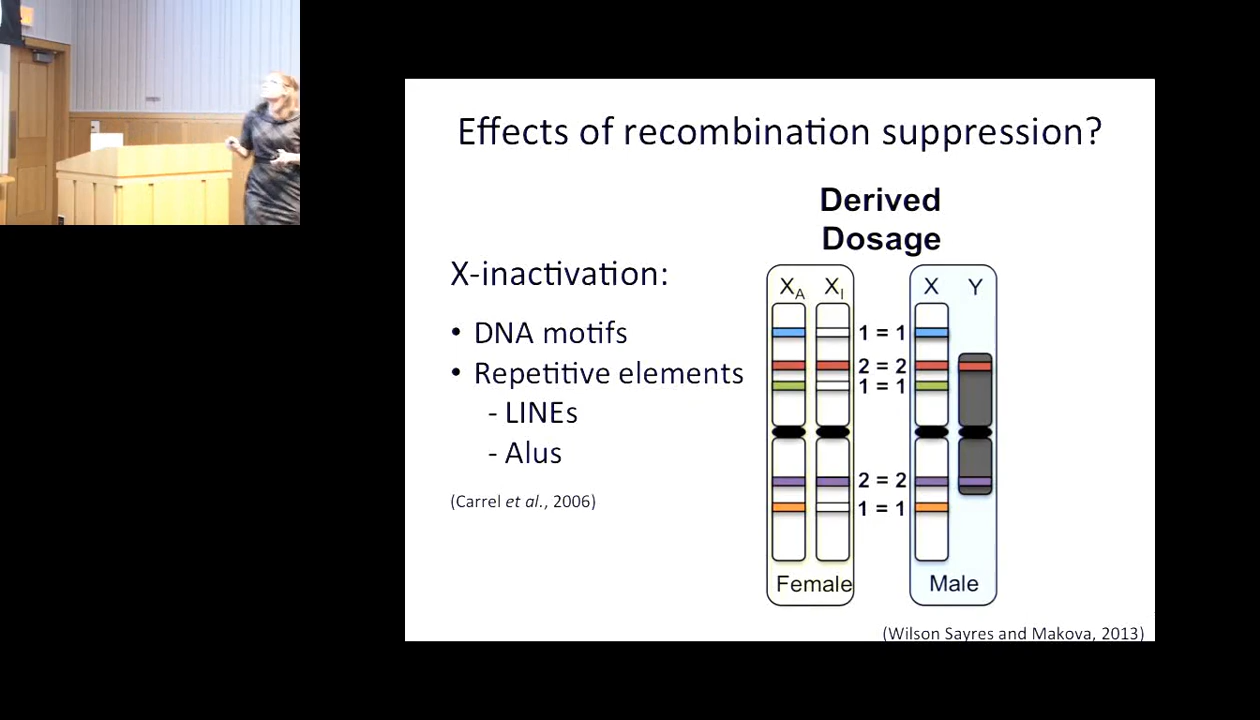 Effects of recombination suppression?
Derived
Dosage
X-inactivation:
• DNA motifs
• Repetitive elements
- LINEs
- Alus
(Carrel et al., 2006)
XA XI X Y
1 = 1
2 = 2
1 = 1
2 = 2
1 = 1
Female Male
(Wilson Sayres and Makova, 2013)